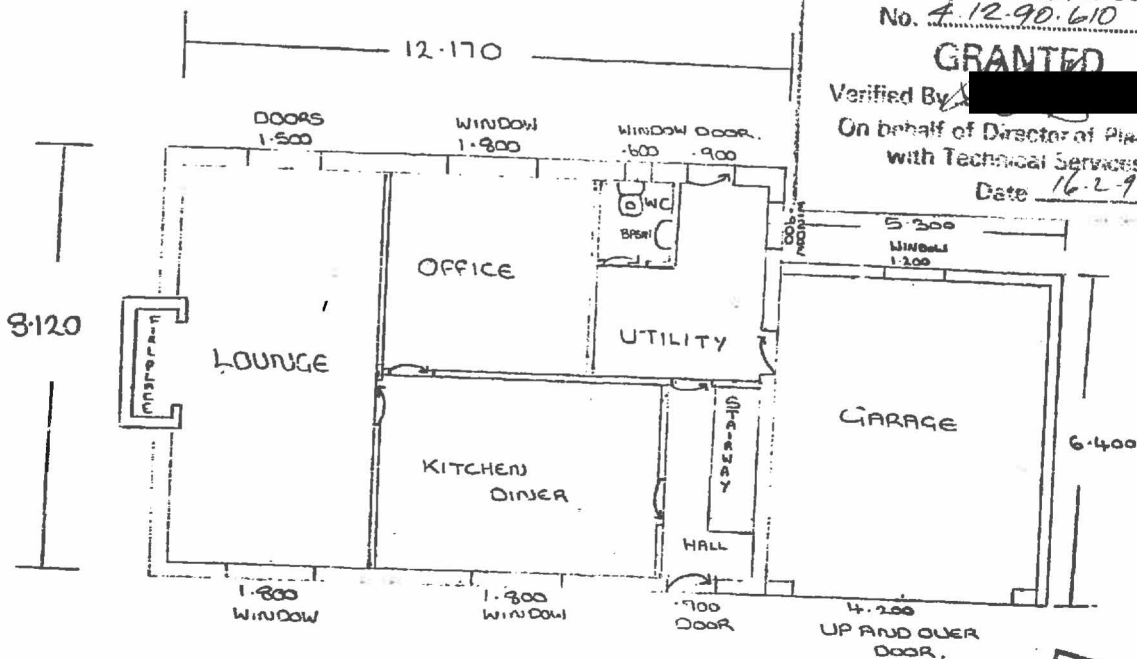 No. 4.12.90.610
GRANTED
Verified By
On behalf of Director of
with Technical Services
Date 16-2-9
12.170
DOORS
1.500
WINDOW
1.800
WINDOW DOOR.
.600 .900
5.300
WINDOW
1.200
WC
OFFICE
UTILITY
8.120
FIREPLACE
LOUNGE
STAIRWAY
GARAGE
6.400
KITCHEN
DINER
HALL
1.800
WINDOW
1.800
WINDOW
.900
DOOR
4.200
UP AND OVER
DOOR.